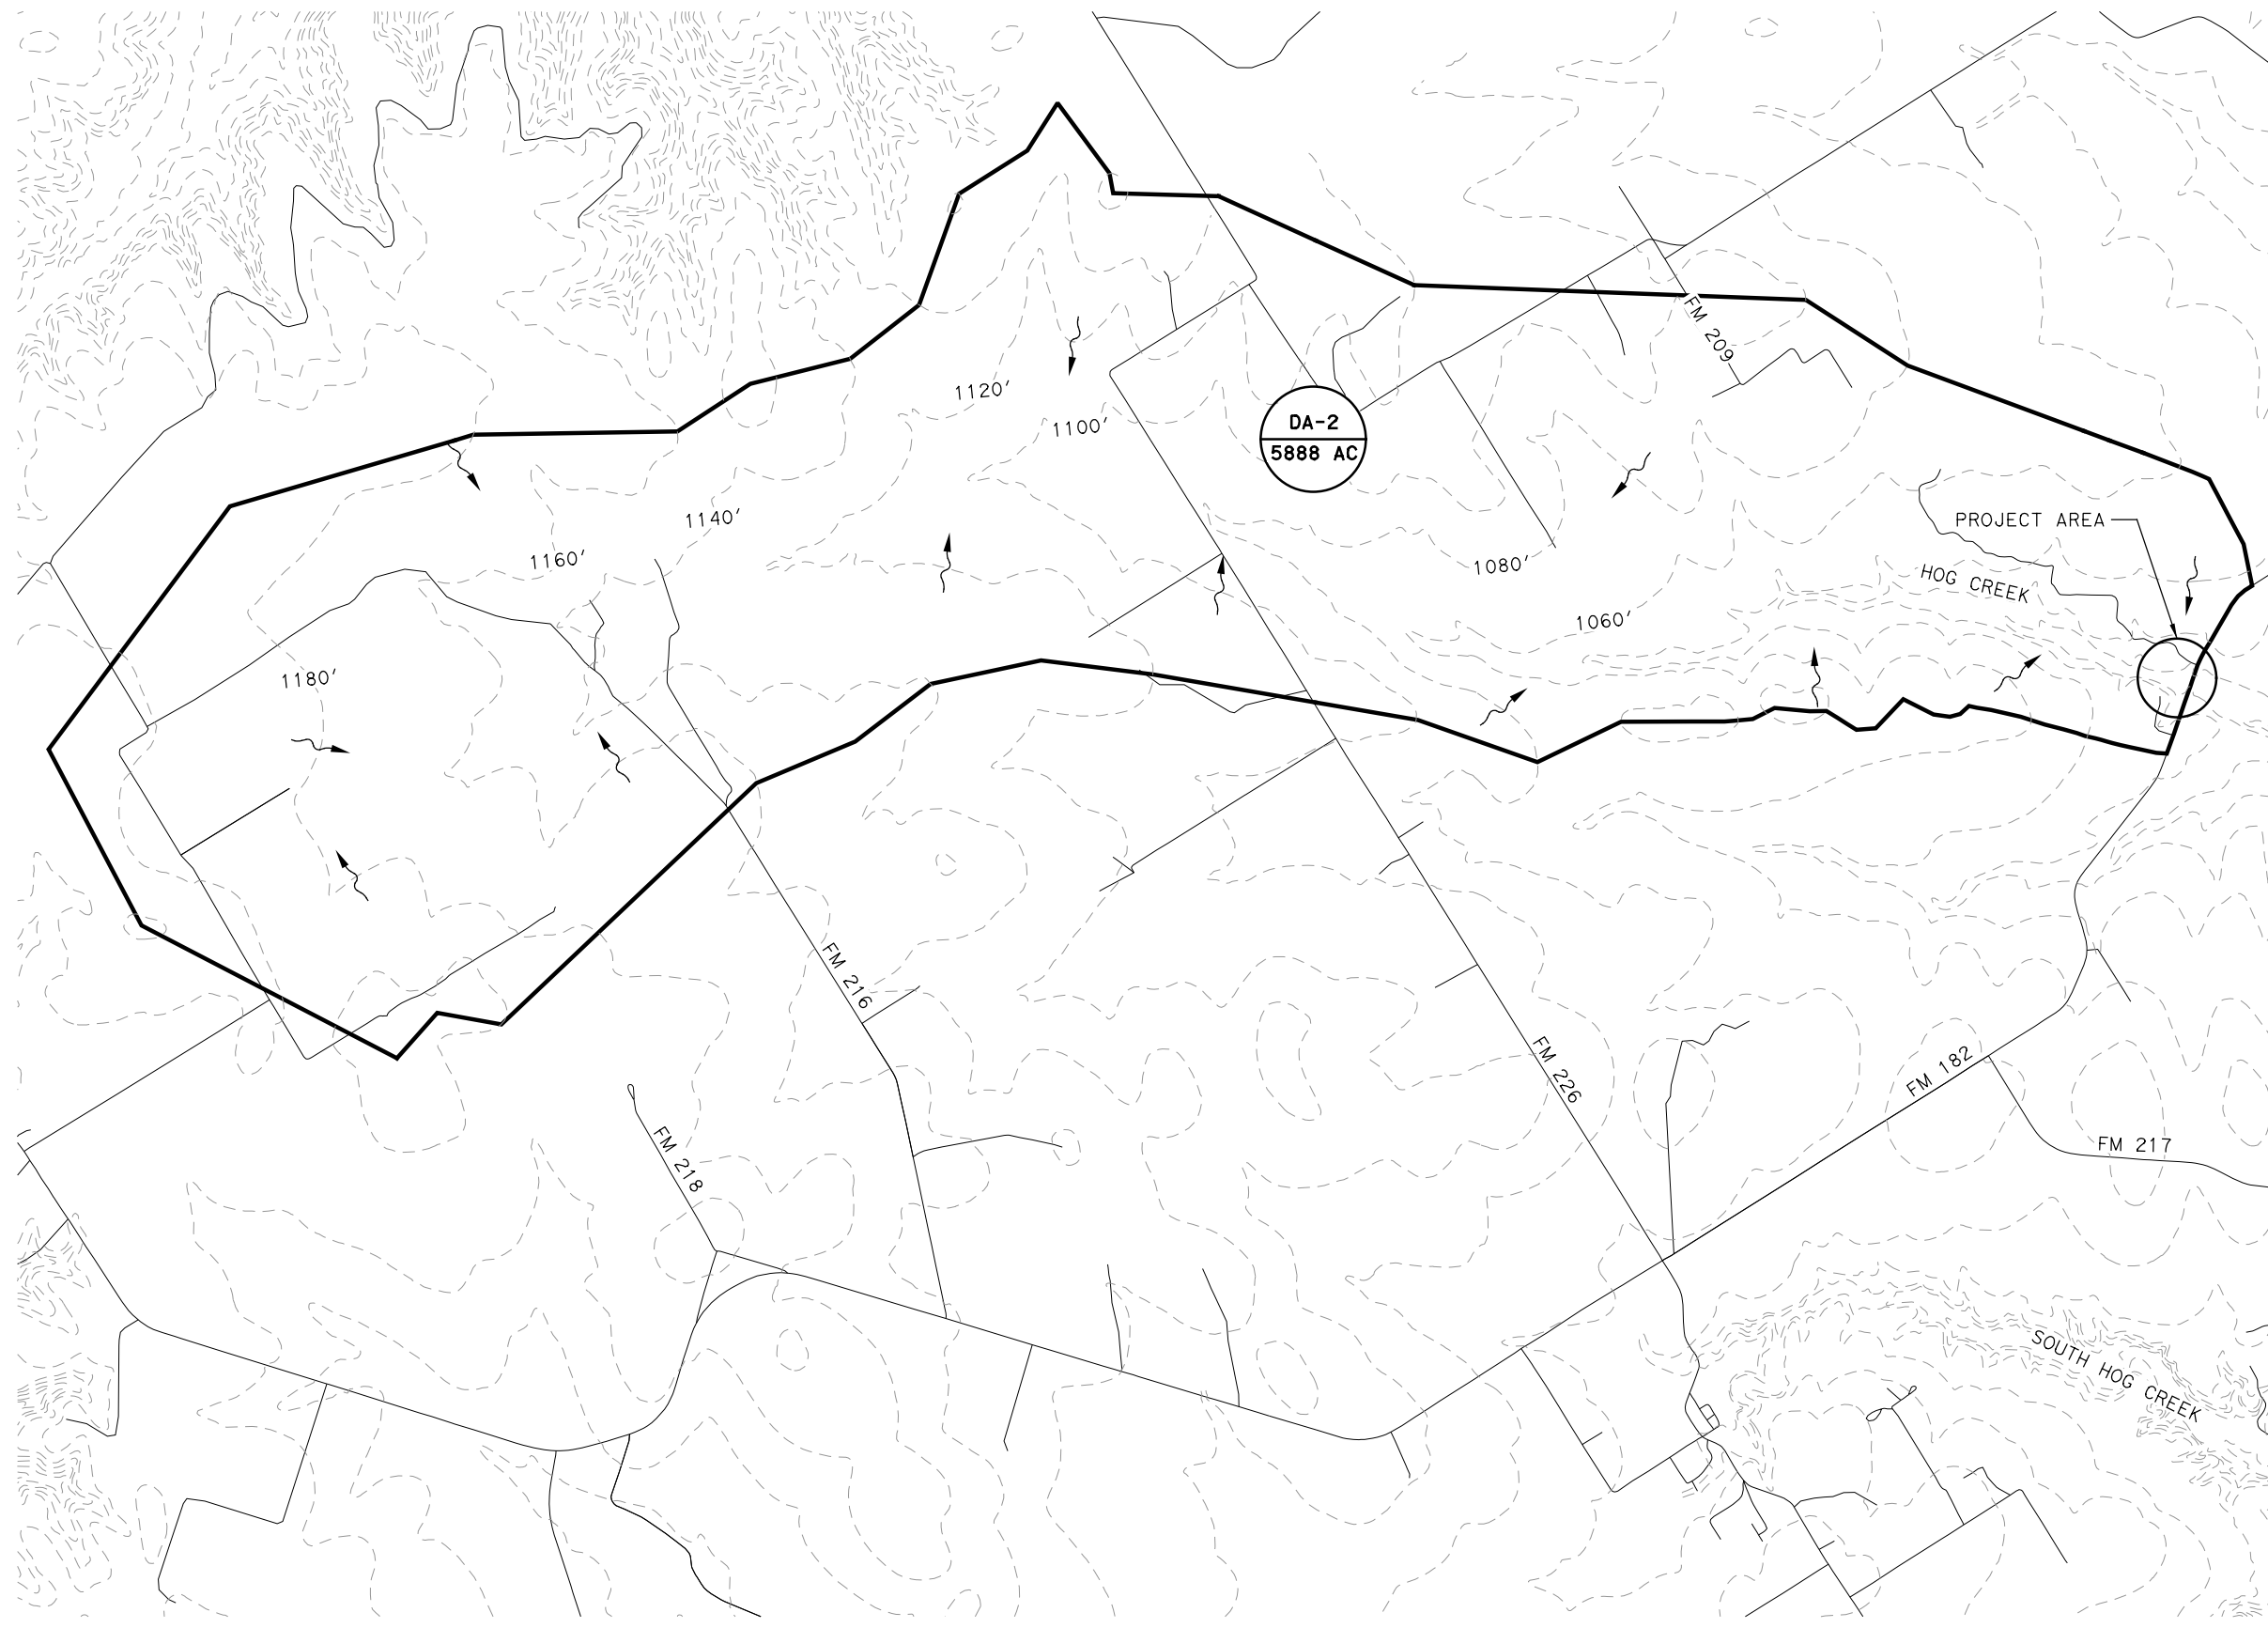 FM 209
1120'
1100'
DA-2
5888 AC
1140'
PROJECT AREA
1160'
1080'
HOG CREEK
1060'
1180'
FM 216
FM 226
FM 182
FM 218
FM 217
SOUTH HOG CREEK